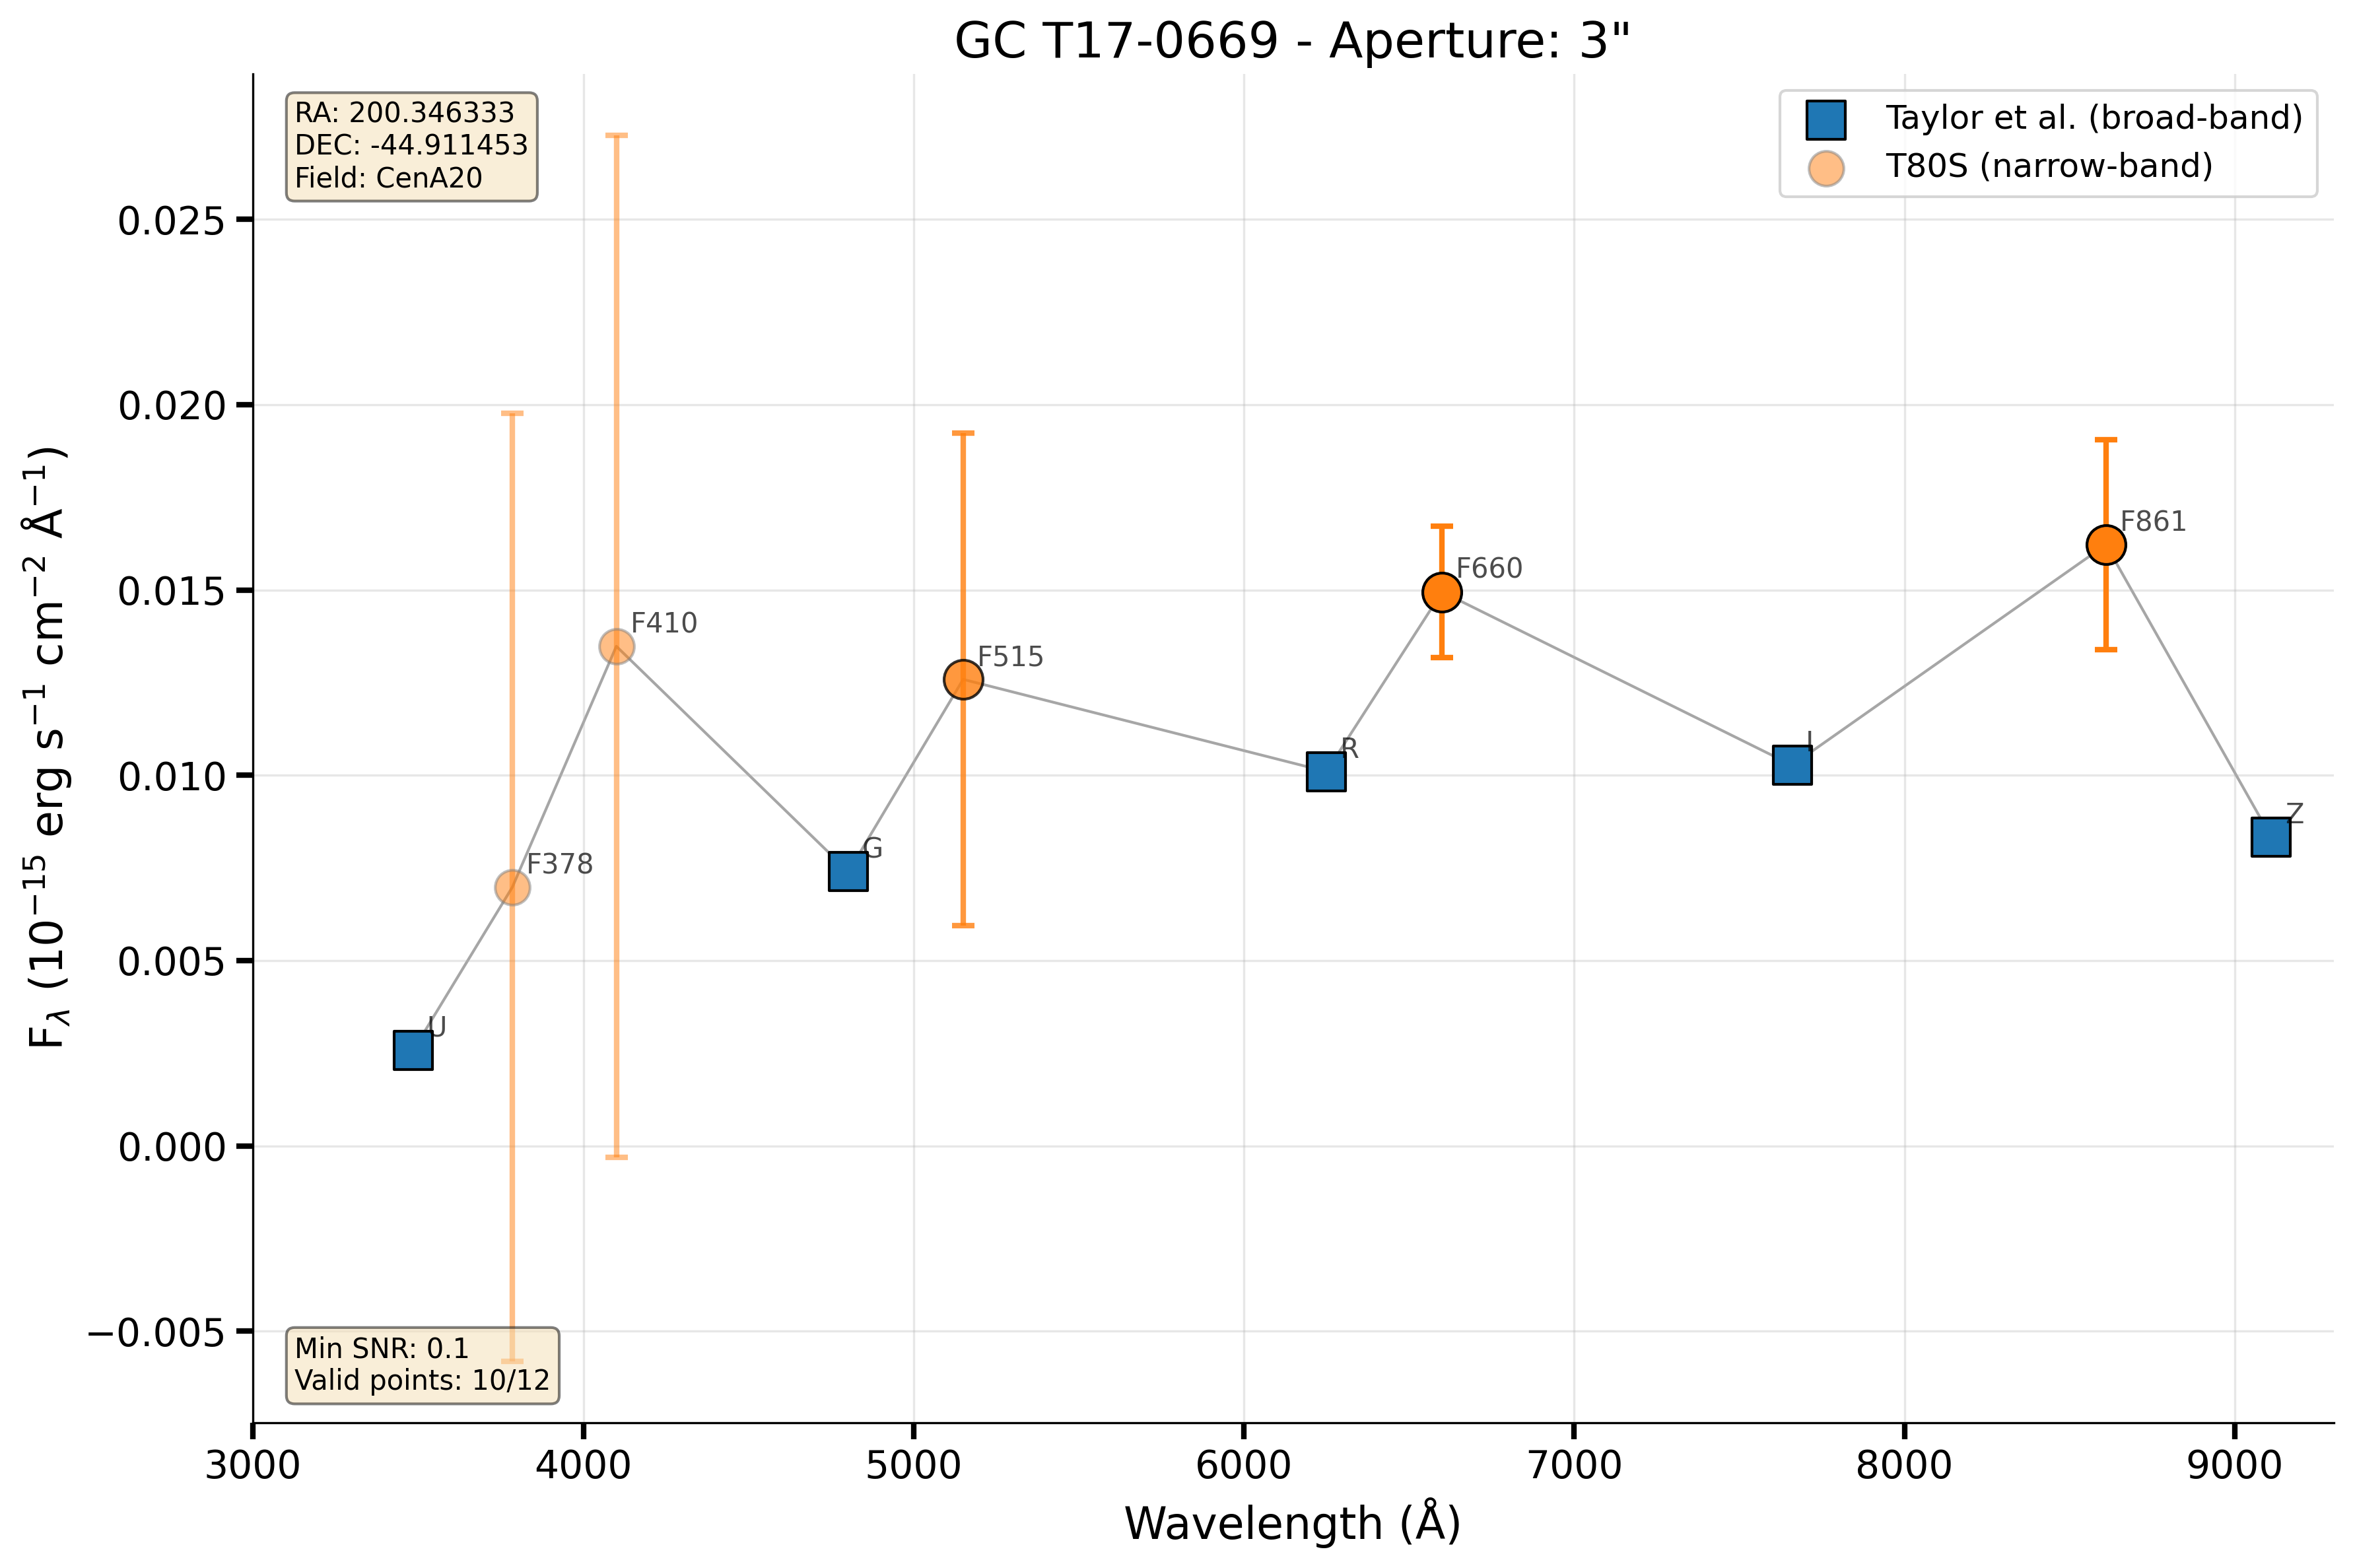 GC T17-0669 - Aperture: 3"
RA: 200.346333
DEC: -44.911453
Field: CenA20
Taylor et al. (broad-band)
T80S (narrow-band)
0.025
0.020
0.015
0.010
0.005
0.000
−0.005
F_λ (10⁻¹⁵ erg s⁻¹ cm⁻² Å⁻¹)
U
F378
F410
G
F515
R
F660
I
F861
Z
Min SNR: 0.1
Valid points: 10/12
3000 4000 5000 6000 7000 8000 9000
Wavelength (Å)